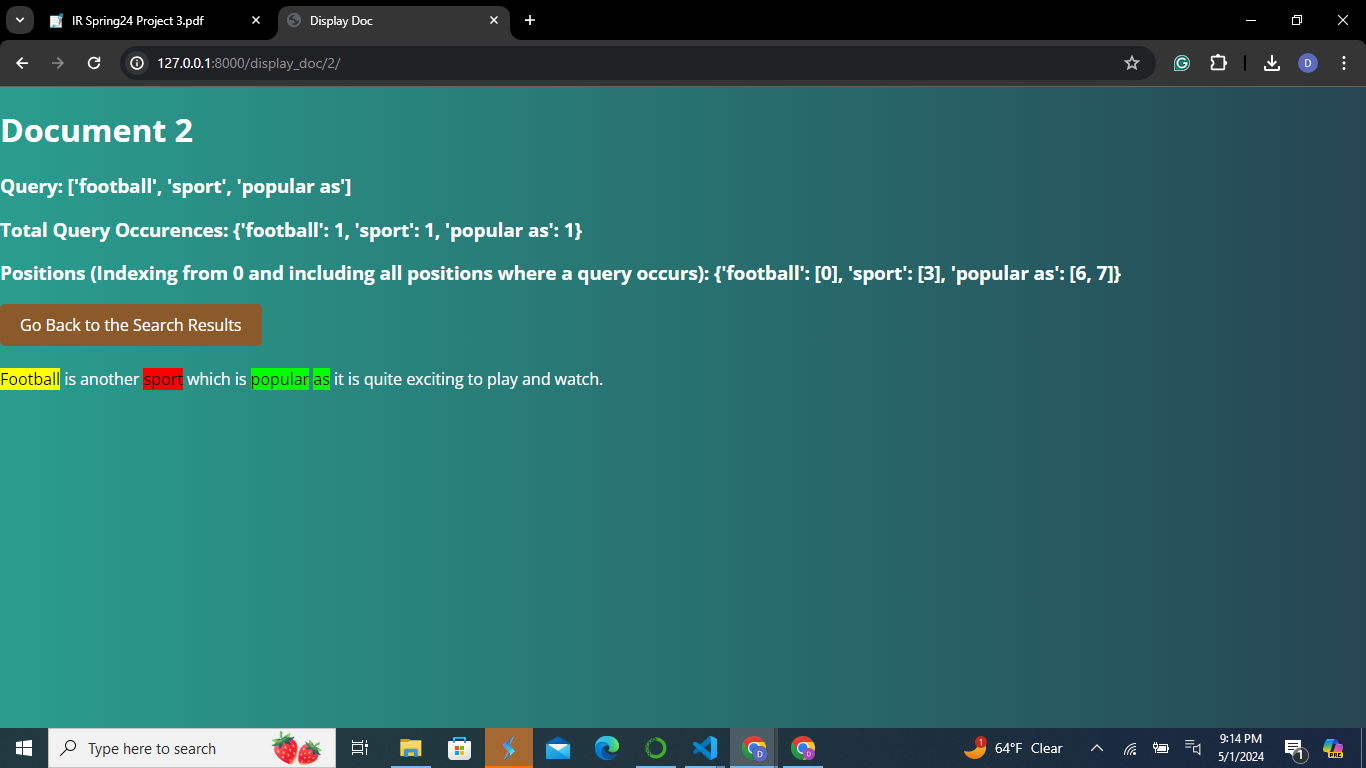 IR Spring24 Project 3.pdf
Display Doc
127.0.0.1:8000/display_doc/2/
D
Document 2
Query: ['football', 'sport', 'popular as']
Total Query Occurences: {'football': 1, 'sport': 1, 'popular as': 1}
Positions (Indexing from 0 and including all positions where a query occurs): {'football': [0], 'sport': [3], 'popular as': [6, 7]}
Go Back to the Search Results
Football is another sport which is popular as it is quite exciting to play and watch.
Type here to search
D
D
1
64°F Clear
9:14 PM
5/1/2024
1
PRE